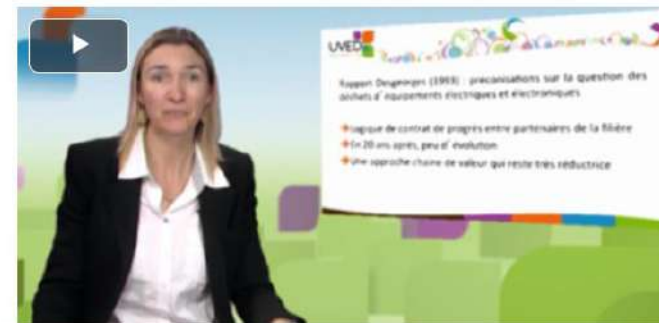 UVED
Rapport Desgeorges (1993) : préconisations sur la question des
déchets d'équipements électriques et électroniques
Logique de contrat de progrès entre partenaires de la filière
En 20 ans après, peu d'évolution
Une approche chaine de valeur qui reste très réductrice